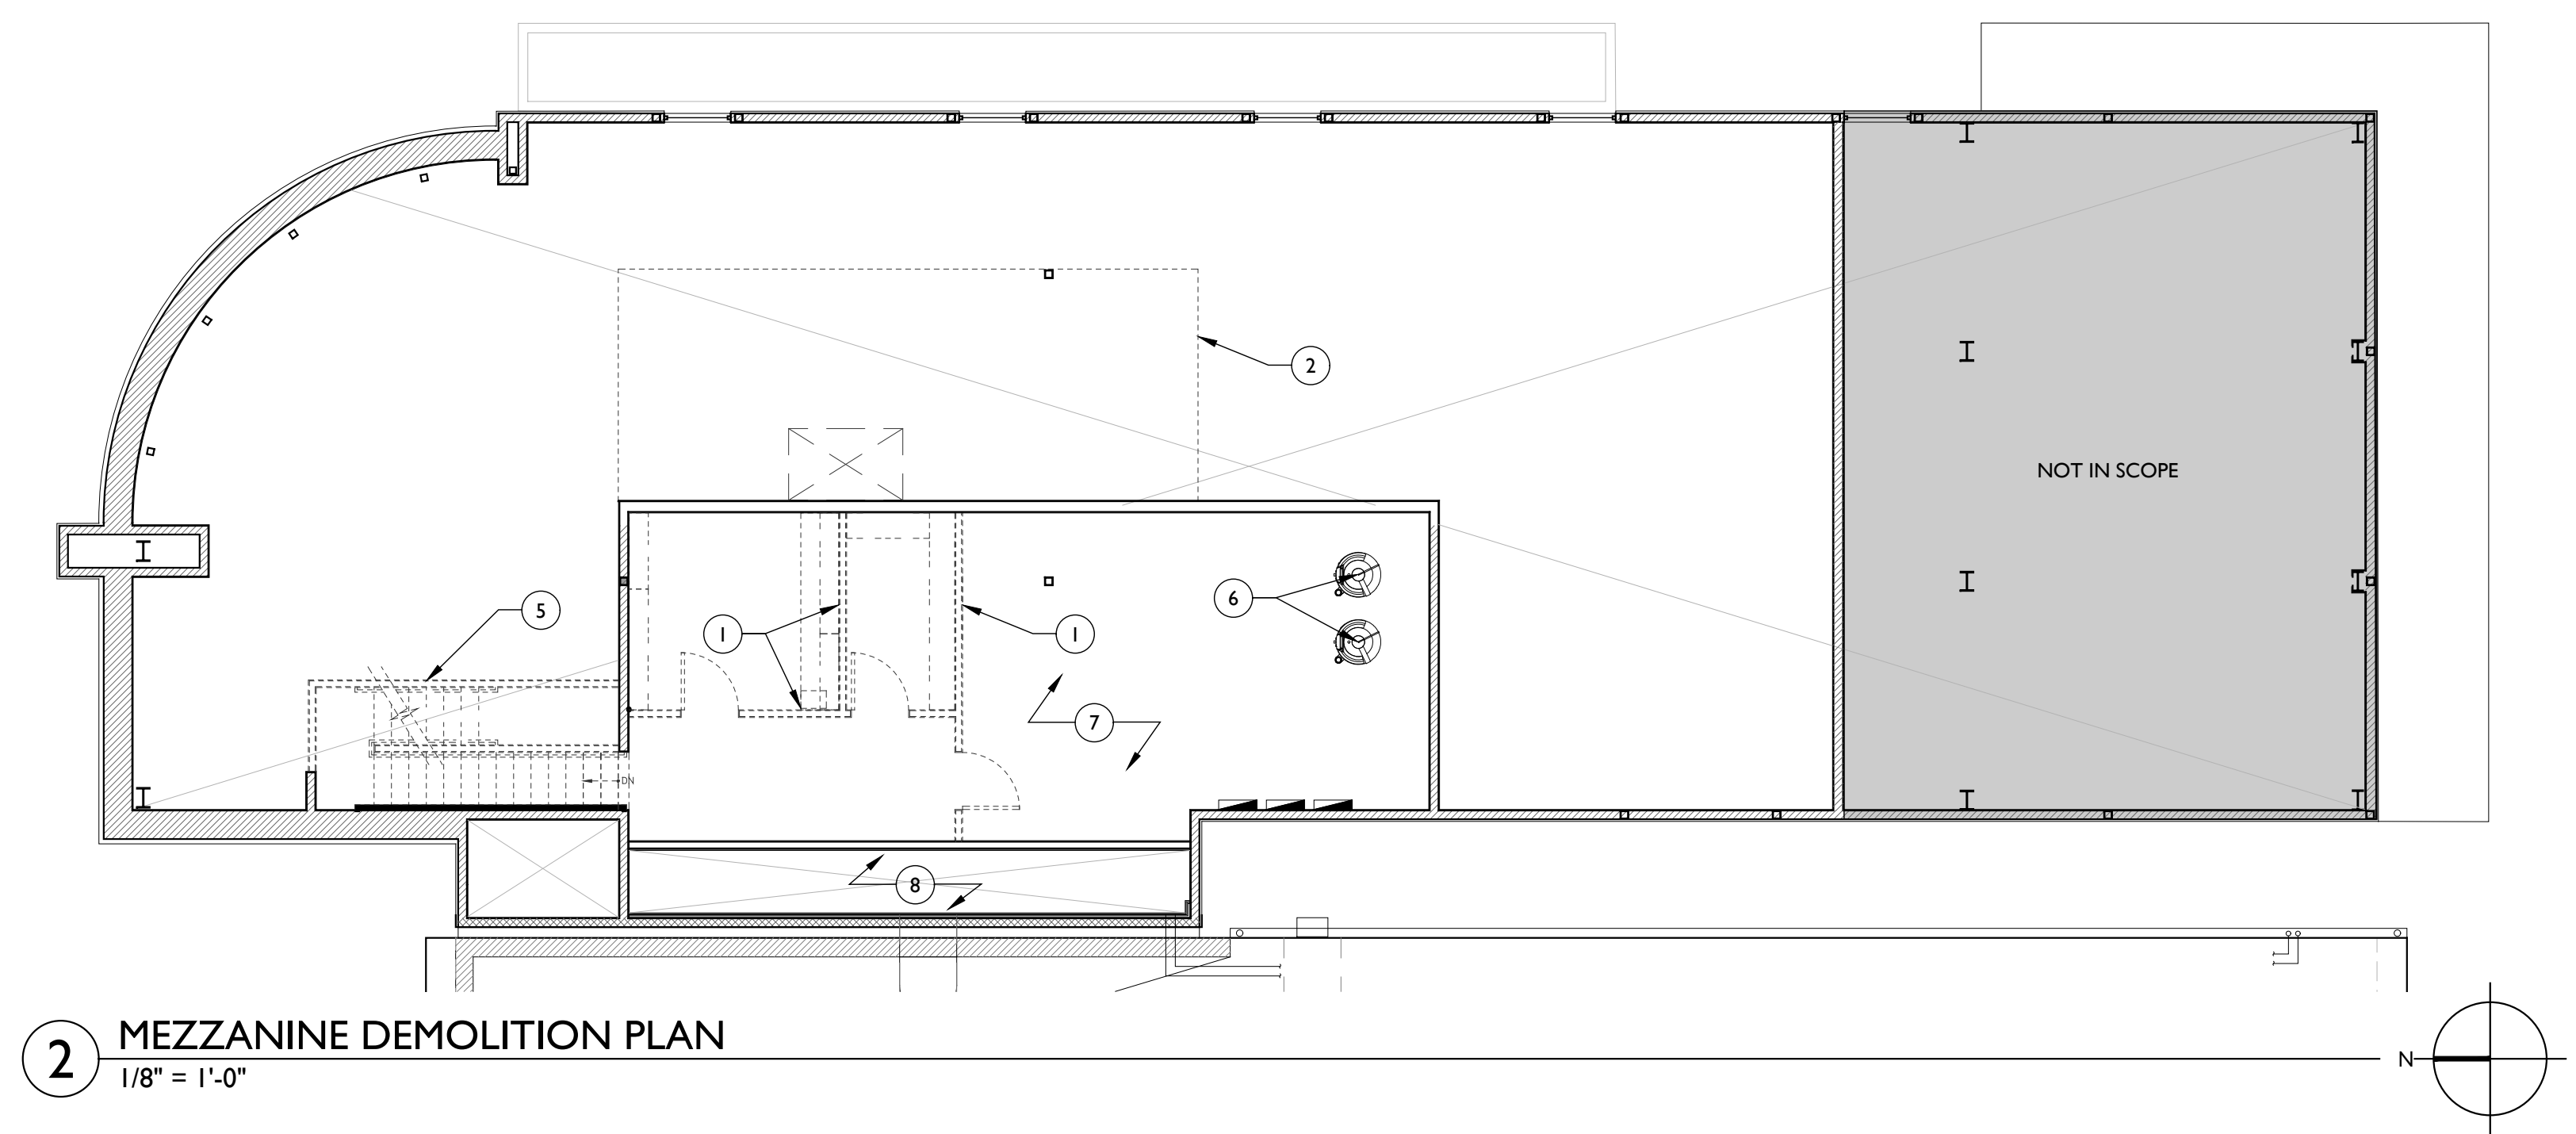 2
NOT IN SCOPE
5
1
1
6
7
DN
8
2
MEZZANINE DEMOLITION PLAN
1/8" = 1'-0"
N